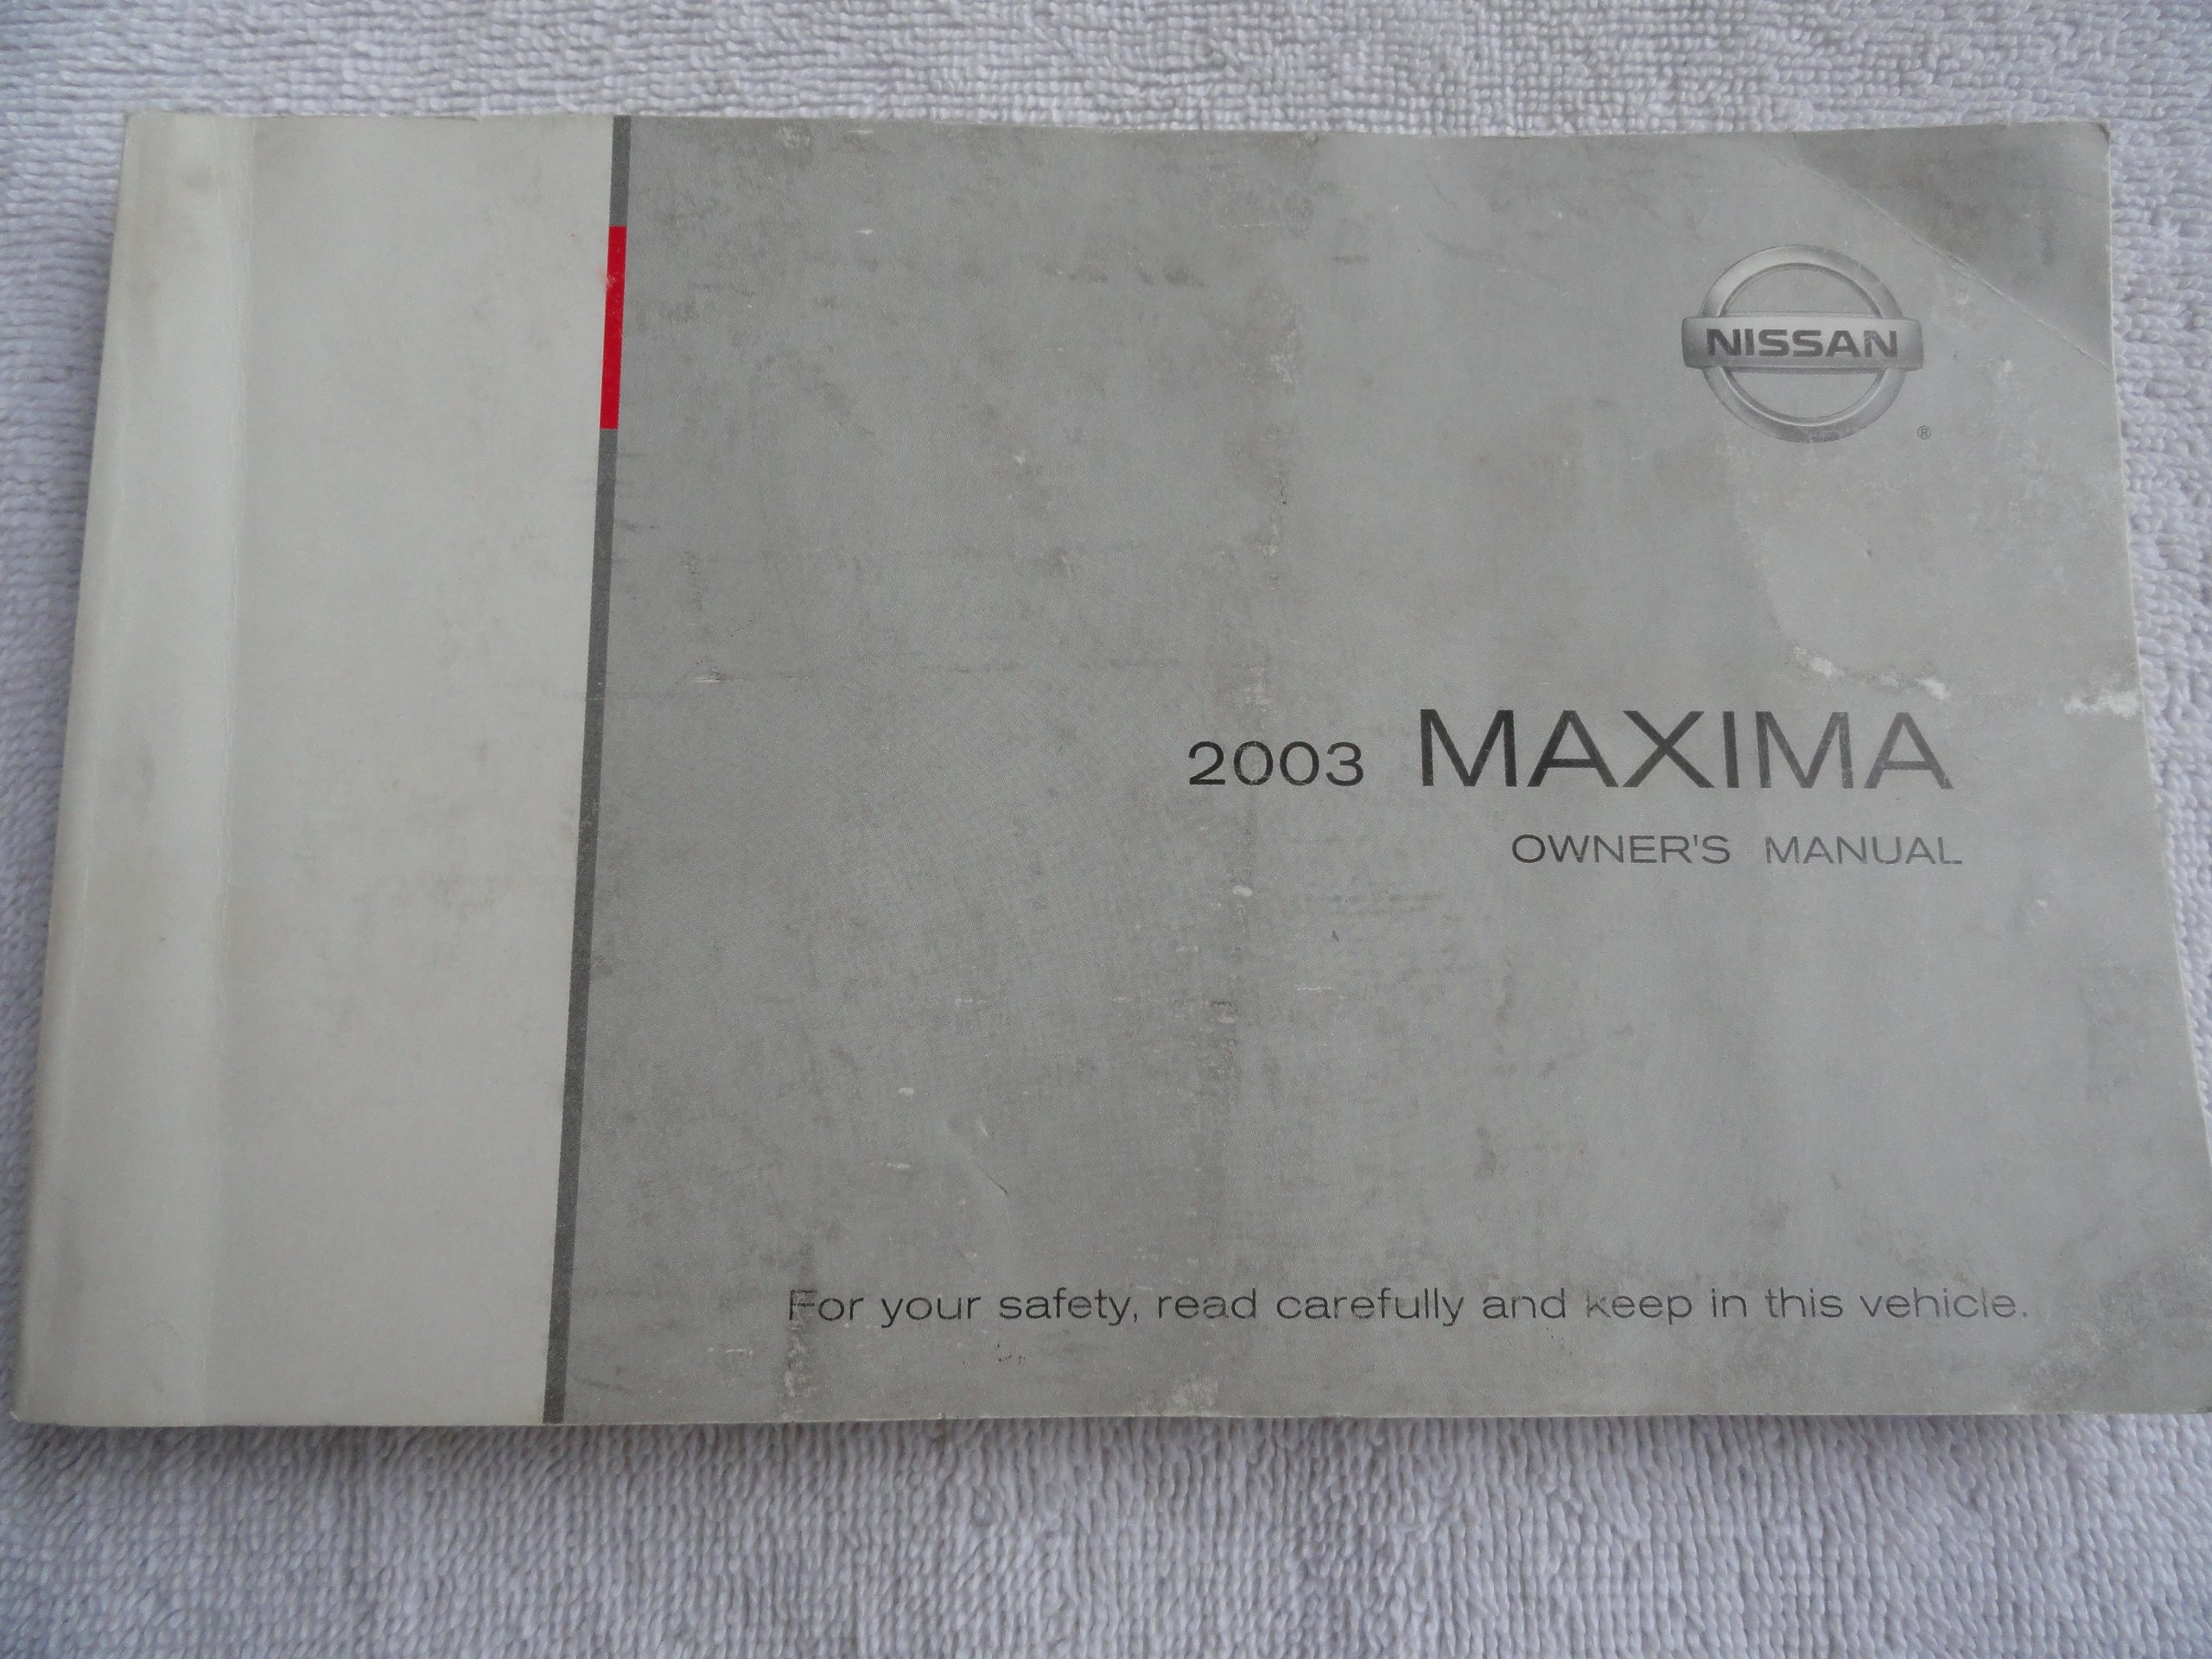 NISSAN
®
2003 MAXIMA
OWNER'S MANUAL
For your safety, read carefully and keep in this vehicle.